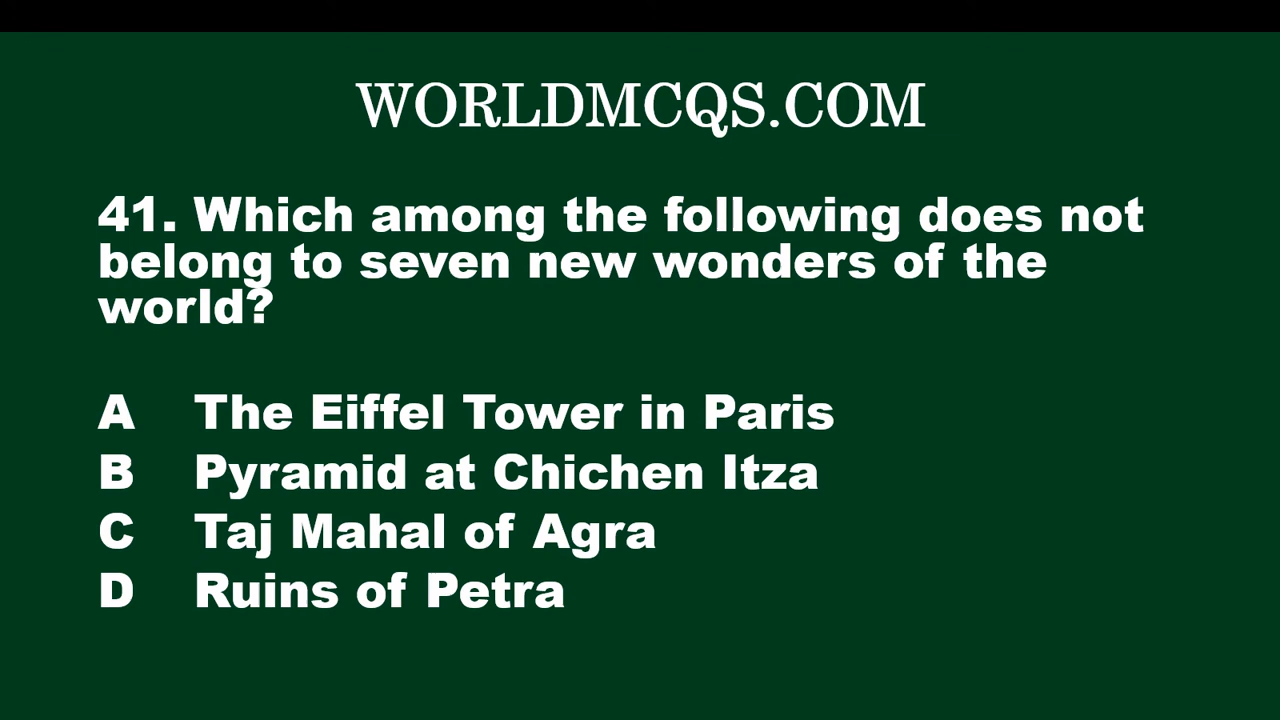 WORLDMCQS.COM
41. Which among the following does not
belong to seven new wonders of the
world?
A The Eiffel Tower in Paris
B Pyramid at Chichen Itza
C Taj Mahal of Agra
D Ruins of Petra